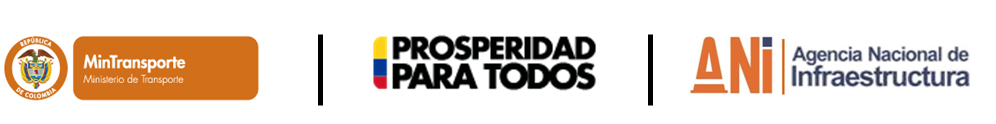 REPÚBLICA
DE COLOMBIA
MinTransporte
Ministerio de Transporte
PROSPERIDAD
PARA TODOS
ANi
Agencia Nacional de
Infraestructura